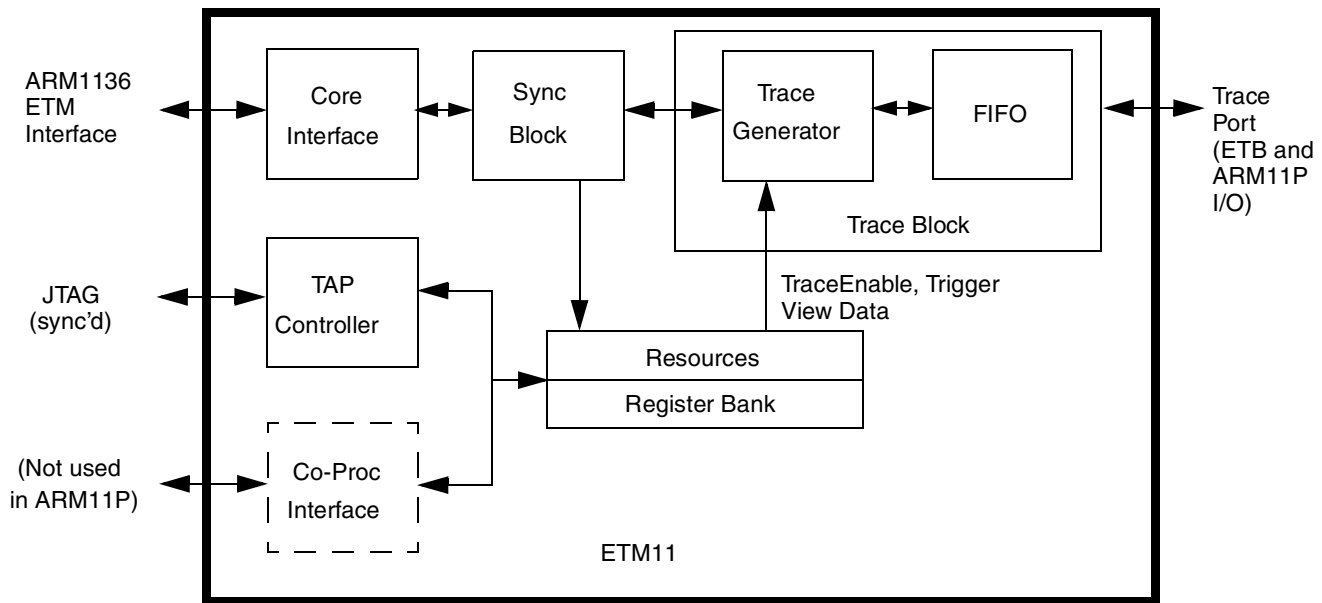 ARM1136
ETM
Interface
Core
Interface
Sync
Block
Trace
Generator
FIFO
Trace Block
Trace
Port
(ETB and
ARM11P
I/O)
JTAG
(sync'd)
TAP
Controller
TraceEnable, Trigger
View Data
Resources
Register Bank
(Not used
in ARM11P)
Co-Proc
Interface
ETM11